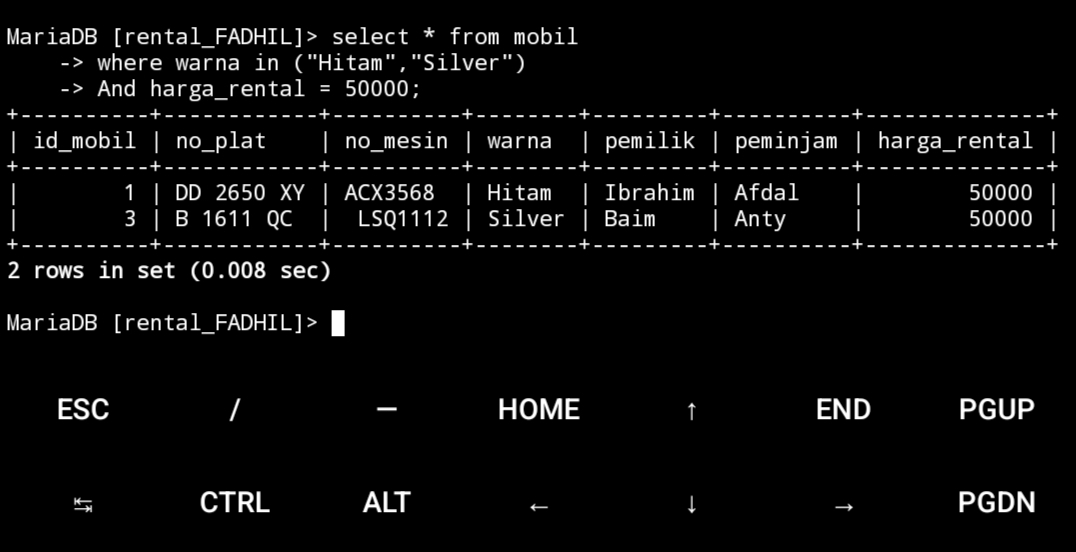 MariaDB [rental_FADHIL]> select * from mobil
    -> where warna in ("Hitam","Silver")
    -> And harga_rental = 50000;
+----------+------------+----------+--------+---------+----------+--------------+
| id_mobil | no_plat    | no_mesin | warna  | pemilik | peminjam | harga_rental |
+----------+------------+----------+--------+---------+----------+--------------+
|        1 | DD 2650 XY | ACX3568  | Hitam  | Ibrahim | Afdal    |        50000 |
|        3 | B 1611 QC  |  LSQ1112 | Silver | Baim    | Anty     |        50000 |
+----------+------------+----------+--------+---------+----------+--------------+
2 rows in set (0.008 sec)
MariaDB [rental_FADHIL]>
ESC / — HOME ↑ END PGUP
↹ CTRL ALT ← ↓ → PGDN